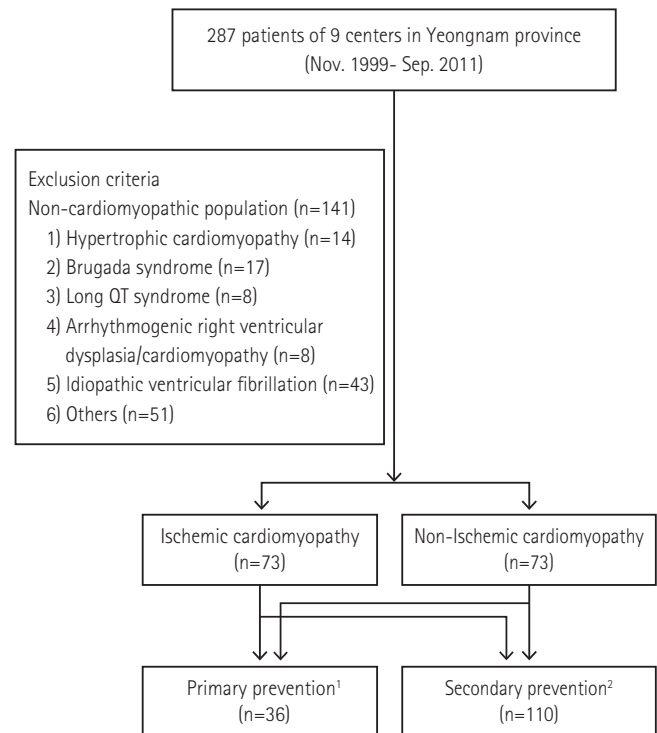 287 patients of 9 centers in Yeongnam province
(Nov. 1999- Sep. 2011)
Exclusion criteria
Non-cardiomyopathic population (n=141)
1) Hypertrophic cardiomyopathy (n=14)
2) Brugada syndrome (n=17)
3) Long QT syndrome (n=8)
4) Arrhythmogenic right ventricular
dysplasia/cardiomyopathy (n=8)
5) Idiopathic ventricular fibrillation (n=43)
6) Others (n=51)
Ischemic cardiomyopathy
(n=73)
Non-Ischemic cardiomyopathy
(n=73)
Primary prevention¹
(n=36)
Secondary prevention²
(n=110)